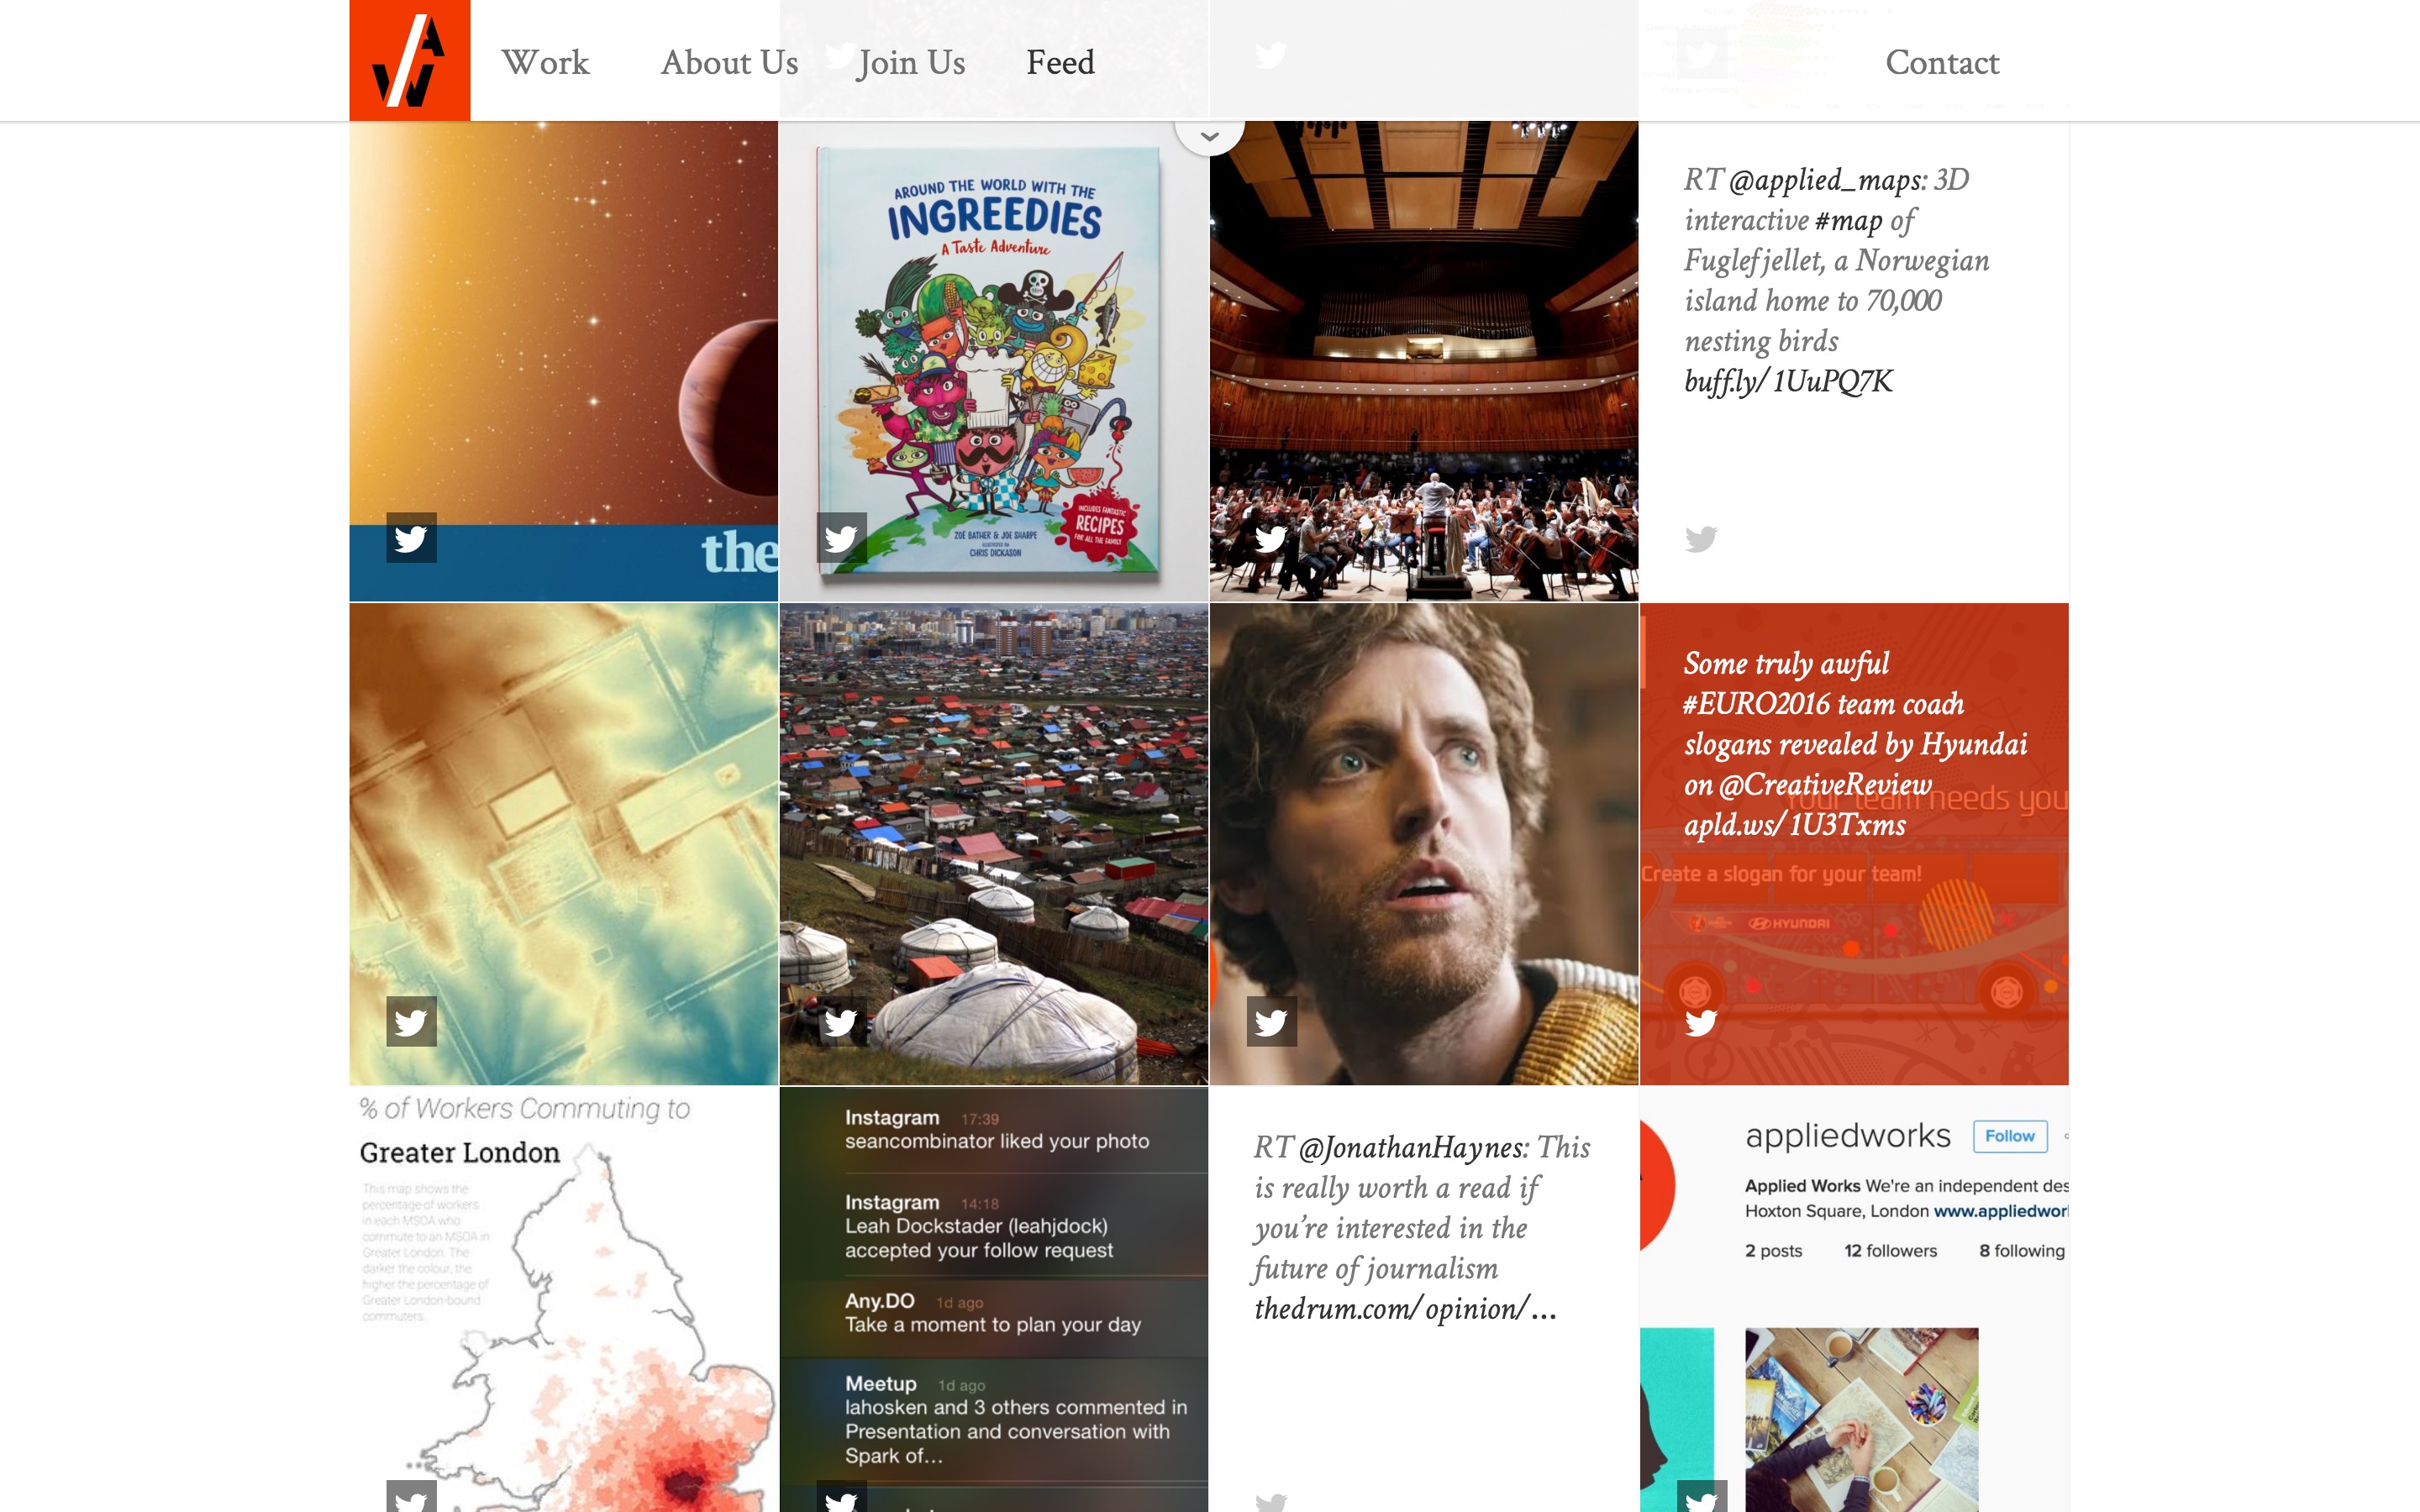 Work
About Us
Join Us
Feed
Contact
AROUND THE WORLD WITH THE
INGREEDIES
A Taste Adventure
INCLUDES FANTASTIC
RECIPES
FOR ALL THE FAMILY
ZOË BATHER & JOE SHARPE
ILLUSTRATED BY
CHRIS DICKASON
the
RT @applied_maps: 3D
interactive #map of
Fuglefjellet, a Norwegian
island home to 70,000
nesting birds
buff.ly/1UuPQ7K
Some truly awful
#EURO2016 team coach
slogans revealed by Hyundai
on @CreativeReview
apld.ws/1U3Txms
Your team needs you
Create a slogan for your team!
HYUNDAI
% of Workers Commuting to
Greater London
This map shows the
percentage of workers
in each MSOA who
commute to an MSOA in
Greater London. The
darker the colour, the
higher the percentage of
Greater London-bound
commuters.
Instagram 17:39
seancombinator liked your photo
Instagram 14:18
Leah Dockstader (leahjdock)
accepted your follow request
Any.DO 1d ago
Take a moment to plan your day
Meetup 1d ago
lahosken and 3 others commented in
Presentation and conversation with
Spark of...
RT @JonathanHaynes: This
is really worth a read if
you're interested in the
future of journalism
thedrum.com/opinion/…
appliedworks Follow
Applied Works We're an independent des
Hoxton Square, London www.appliedwor
2 posts 12 followers 8 following